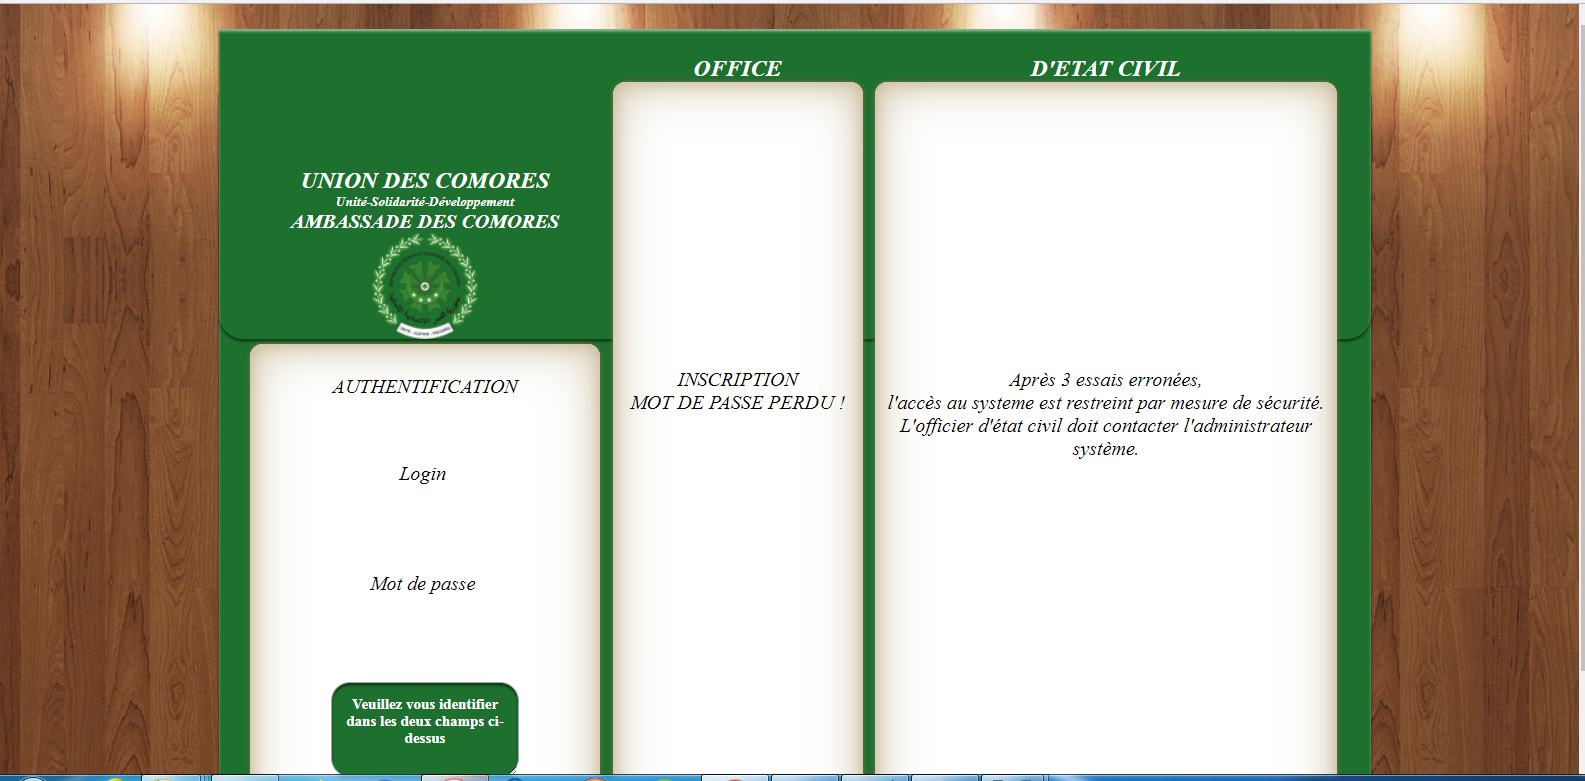 OFFICE
D'ETAT CIVIL
UNION DES COMORES
Unité-Solidarité-Développement
AMBASSADE DES COMORES
AUTHENTIFICATION
Login
Mot de passe
Veuillez vous identifier
dans les deux champs ci-
dessus
INSCRIPTION
MOT DE PASSE PERDU !
Après 3 essais erronées,
l'accès au systeme est restreint par mesure de sécurité.
L'officier d'état civil doit contacter l'administrateur
système.